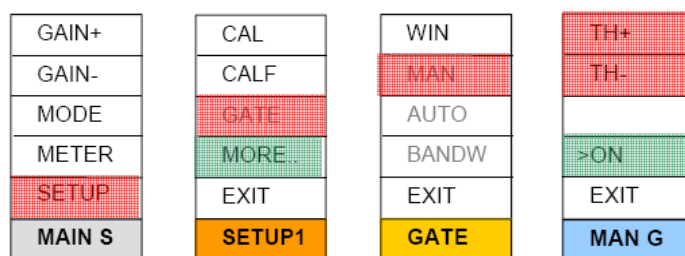 GAIN+
GAIN-
MODE
METER
SETUP
MAIN S
CAL
CALF
GATE
MORE..
EXIT
SETUP1
WIN
MAN
AUTO
BANDW
EXIT
GATE
TH+
TH-
>ON
EXIT
MAN G